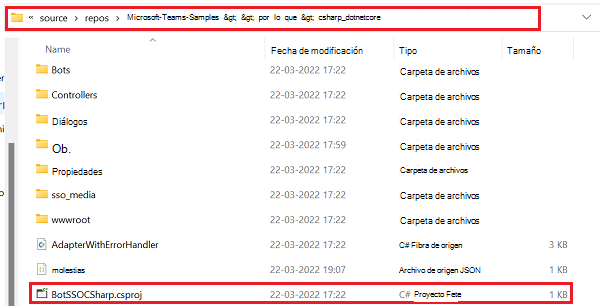 « source › repos › Microsoft-Teams-Samples &gt; &gt; por lo que &gt; csharp_dotnetcore
Name Fecha de modificación Tipo Tamaño
Bots 22-03-2022 17:22 Carpeta de archivos
Controllers 22-03-2022 17:22 Carpeta de archivos
Diálogos 22-03-2022 17:22 Carpeta de archivos
Ob. 22-03-2022 17:59 Carpeta de archivos
Propiedades 22-03-2022 17:22 Carpeta de archivos
sso_media 22-03-2022 17:22 Carpeta de archivos
wwwroot 22-03-2022 17:22 Carpeta de archivos
AdapterWithErrorHandler 22-03-2022 17:22 C# Fibra de origen 3 KB
molestias 22-03-2022 19:07 Archivo de origen JSON 1 KB
BotSSOCSharp.csproj 22-03-2022 17:22 C# Proyecto Fete 1 KB